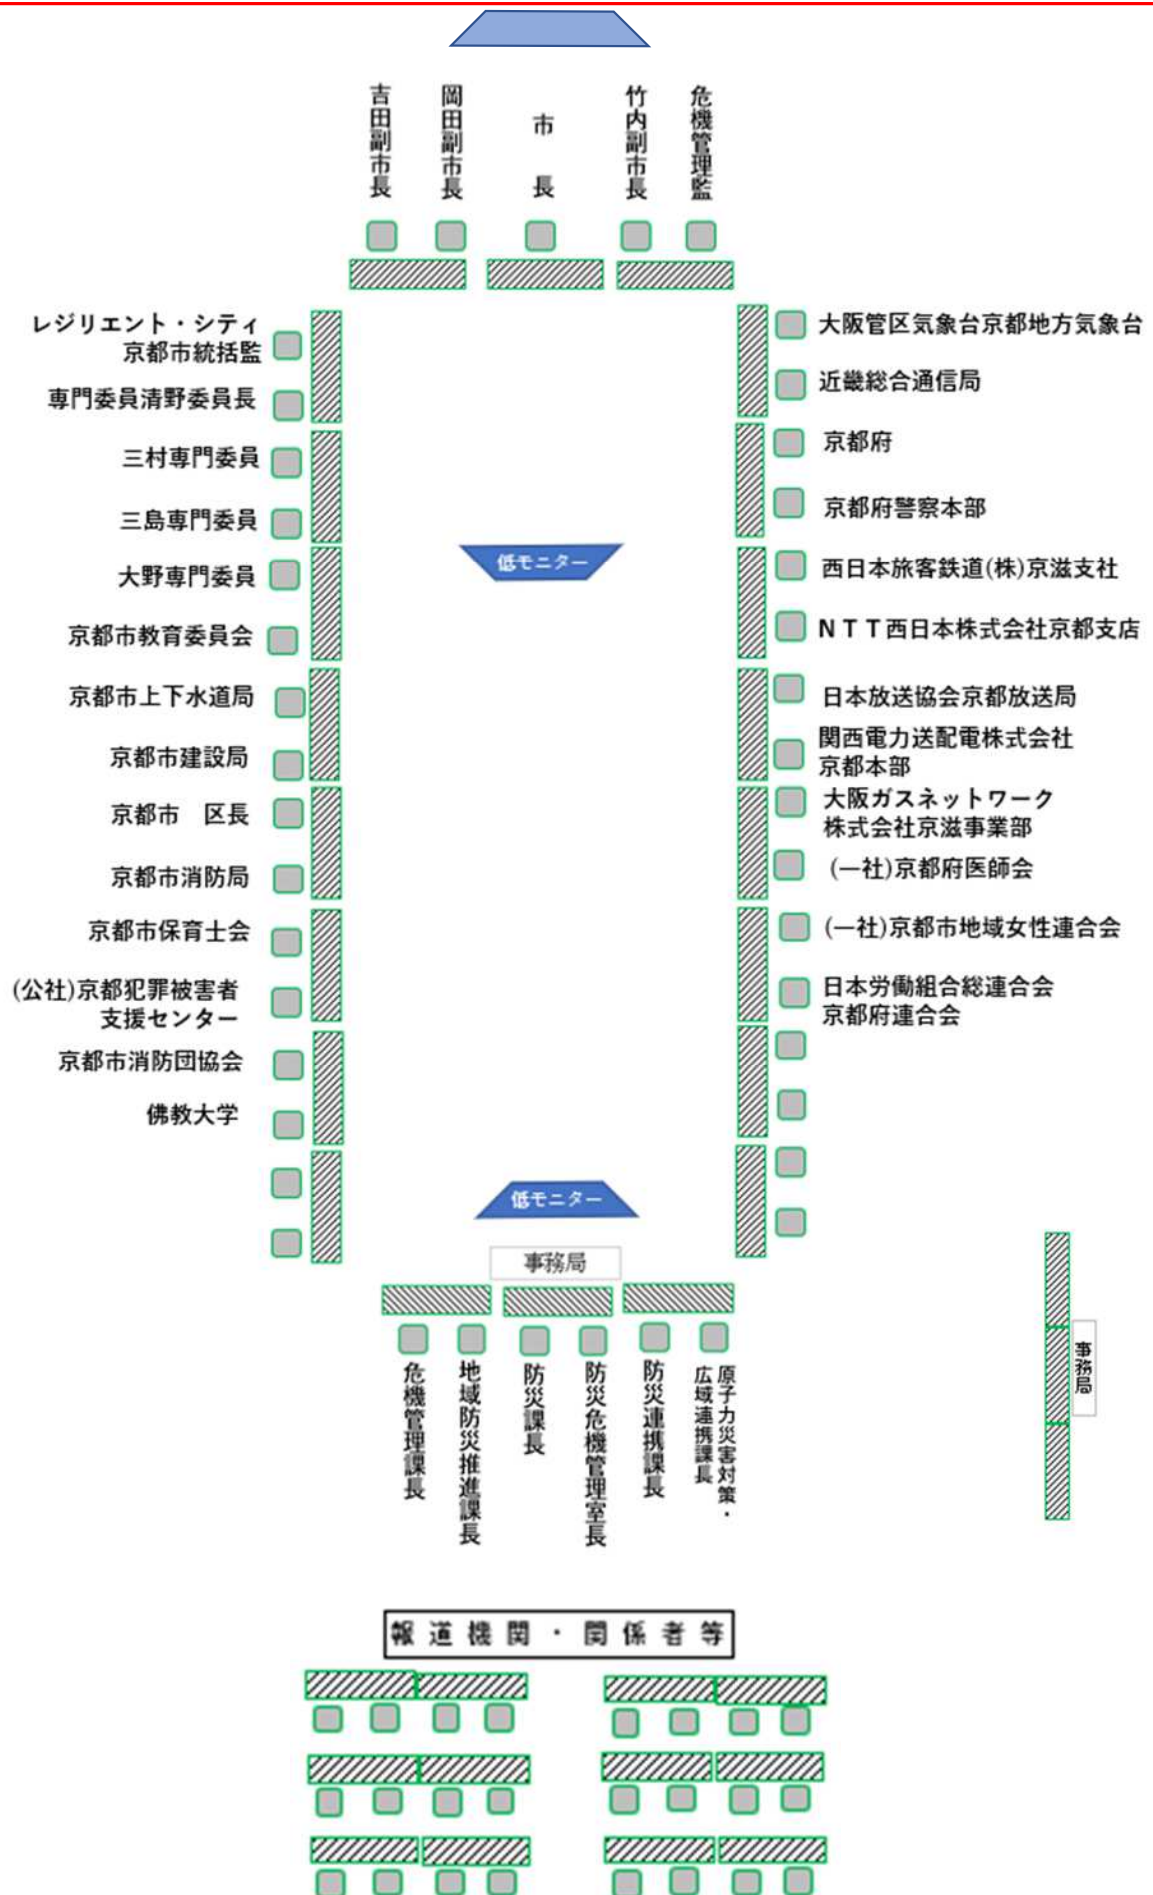 吉田副市長
岡田副市長
市　長
竹内副市長
危機管理監
レジリエント・シティ
京都市統括監
専門委員清野委員長
三村専門委員
三島専門委員
大野専門委員
京都市教育委員会
京都市上下水道局
京都市建設局
京都市　区長
京都市消防局
京都市保育士会
(公社)京都犯罪被害者
支援センター
京都市消防団協会
佛教大学
低モニター
大阪管区気象台京都地方気象台
近畿総合通信局
京都府
京都府警察本部
西日本旅客鉄道(株)京滋支社
ＮＴＴ西日本株式会社京都支店
日本放送協会京都放送局
関西電力送配電株式会社
京都本部
大阪ガスネットワーク
株式会社京滋事業部
(一社)京都府医師会
(一社)京都市地域女性連合会
日本労働組合総連合会
京都府連合会
低モニター
事務局
危機管理課長
地域防災推進課長
防災課長
防災危機管理室長
防災連携課長
原子力災害対策・
広域連携課長
事務局
報道機関・関係者等